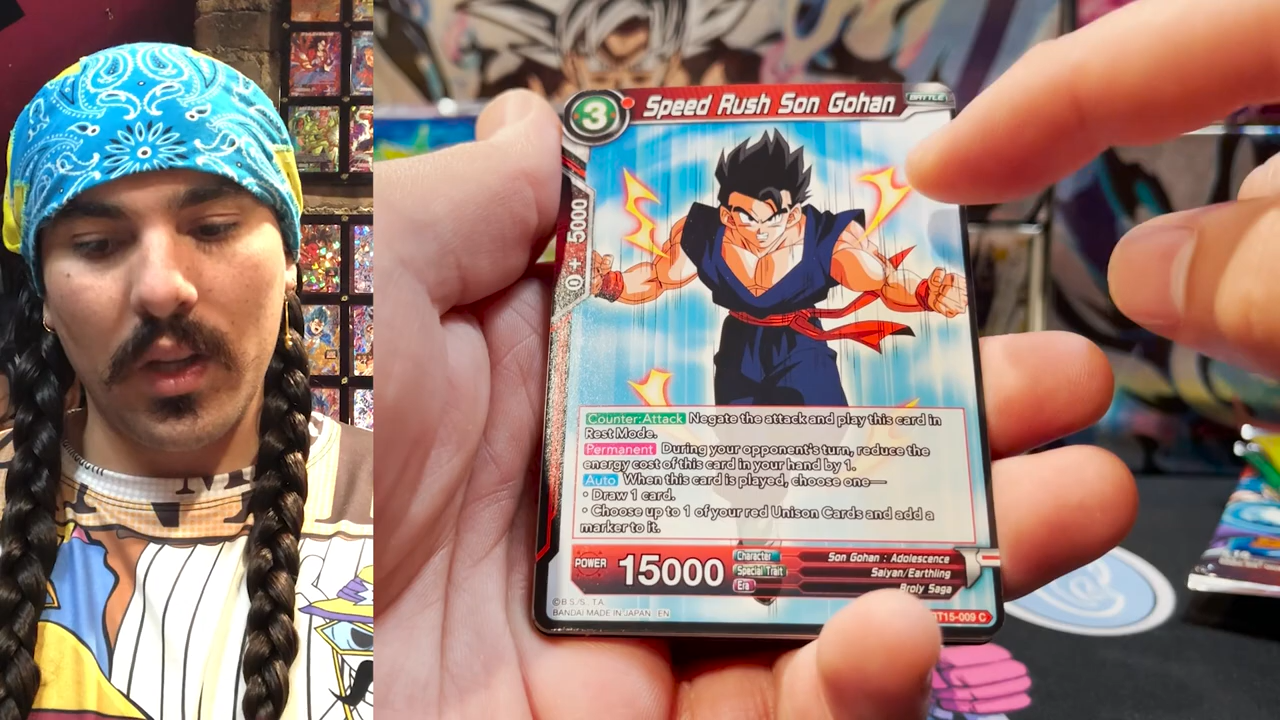 3 Speed Rush Son Gohan BATTLE
0 5000
Counter:Attack Negate the attack and play this card in
Rest Mode.
Permanent During your opponent's turn, reduce the
energy cost of this card in your hand by 1.
Auto When this card is played, choose one—
• Draw 1 card.
• Choose up to 1 of your red Unison Cards and add a
marker to it.
POWER 15000
Character Son Gohan : Adolescence
Special Trait Saiyan/Earthling
Era Broly Saga
BANDAI MADE IN JAPAN EN
T15-009 C